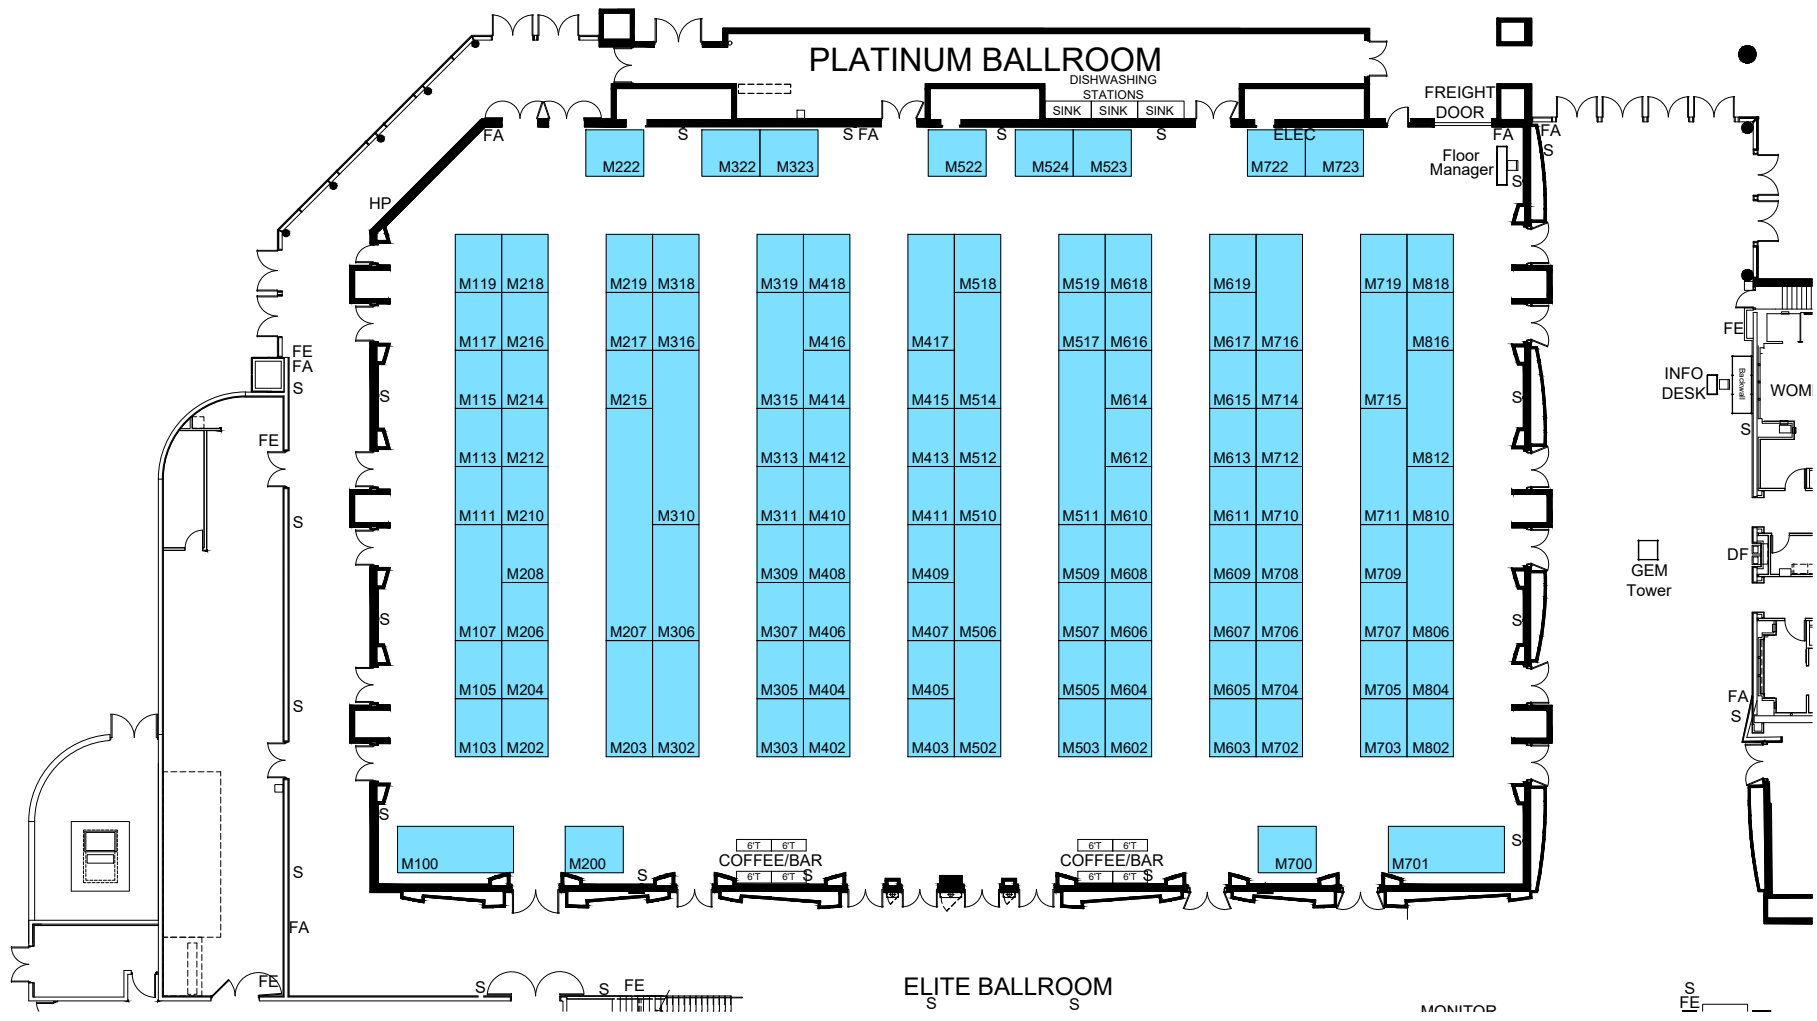 PLATINUM BALLROOM
DISHWASHING
STATIONS
SINK SINK SINK
FREIGHT
DOOR
FA S S FA S S ELEC FA FA
S
M222 M322 M323 M522 M524 M523 M722 M723
Floor
Manager
S
HP
M119 M218 M219 M318 M319 M418 M518 M519 M618 M619 M719 M818
FE
M117 M216 M217 M316 M416 M417 M517 M616 M617 M716 M816
FE
FA
S
INFO
DESK
Backwall
WOM
S
M115 M214 M215 M315 M414 M415 M514 M614 M615 M714 M715
S
S
FE
M113 M212 M313 M412 M413 M512 M612 M613 M712 M812
M111 M210 M310 M311 M410 M411 M510 M511 M610 M611 M710 M711 M810
S
DF
M208 M309 M408 M409 M509 M608 M609 M708 M709
GEM
Tower
S
S
M107 M206 M207 M306 M307 M406 M407 M506 M507 M606 M607 M706 M707 M806
M105 M204 M305 M404 M405 M505 M604 M605 M704 M705 M804
S
FA
S
M103 M202 M203 M302 M303 M402 M403 M502 M503 M602 M603 M702 M703 M802
S
S
6'T 6'T 6'T 6'T
M100 M200 COFFEE/BAR COFFEE/BAR M700 M701
6'T 6'T 6'T 6'T
S
S
S
S
FA
FE
S
S
FE
ELITE BALLROOM
S S
MONITOR
S
FE